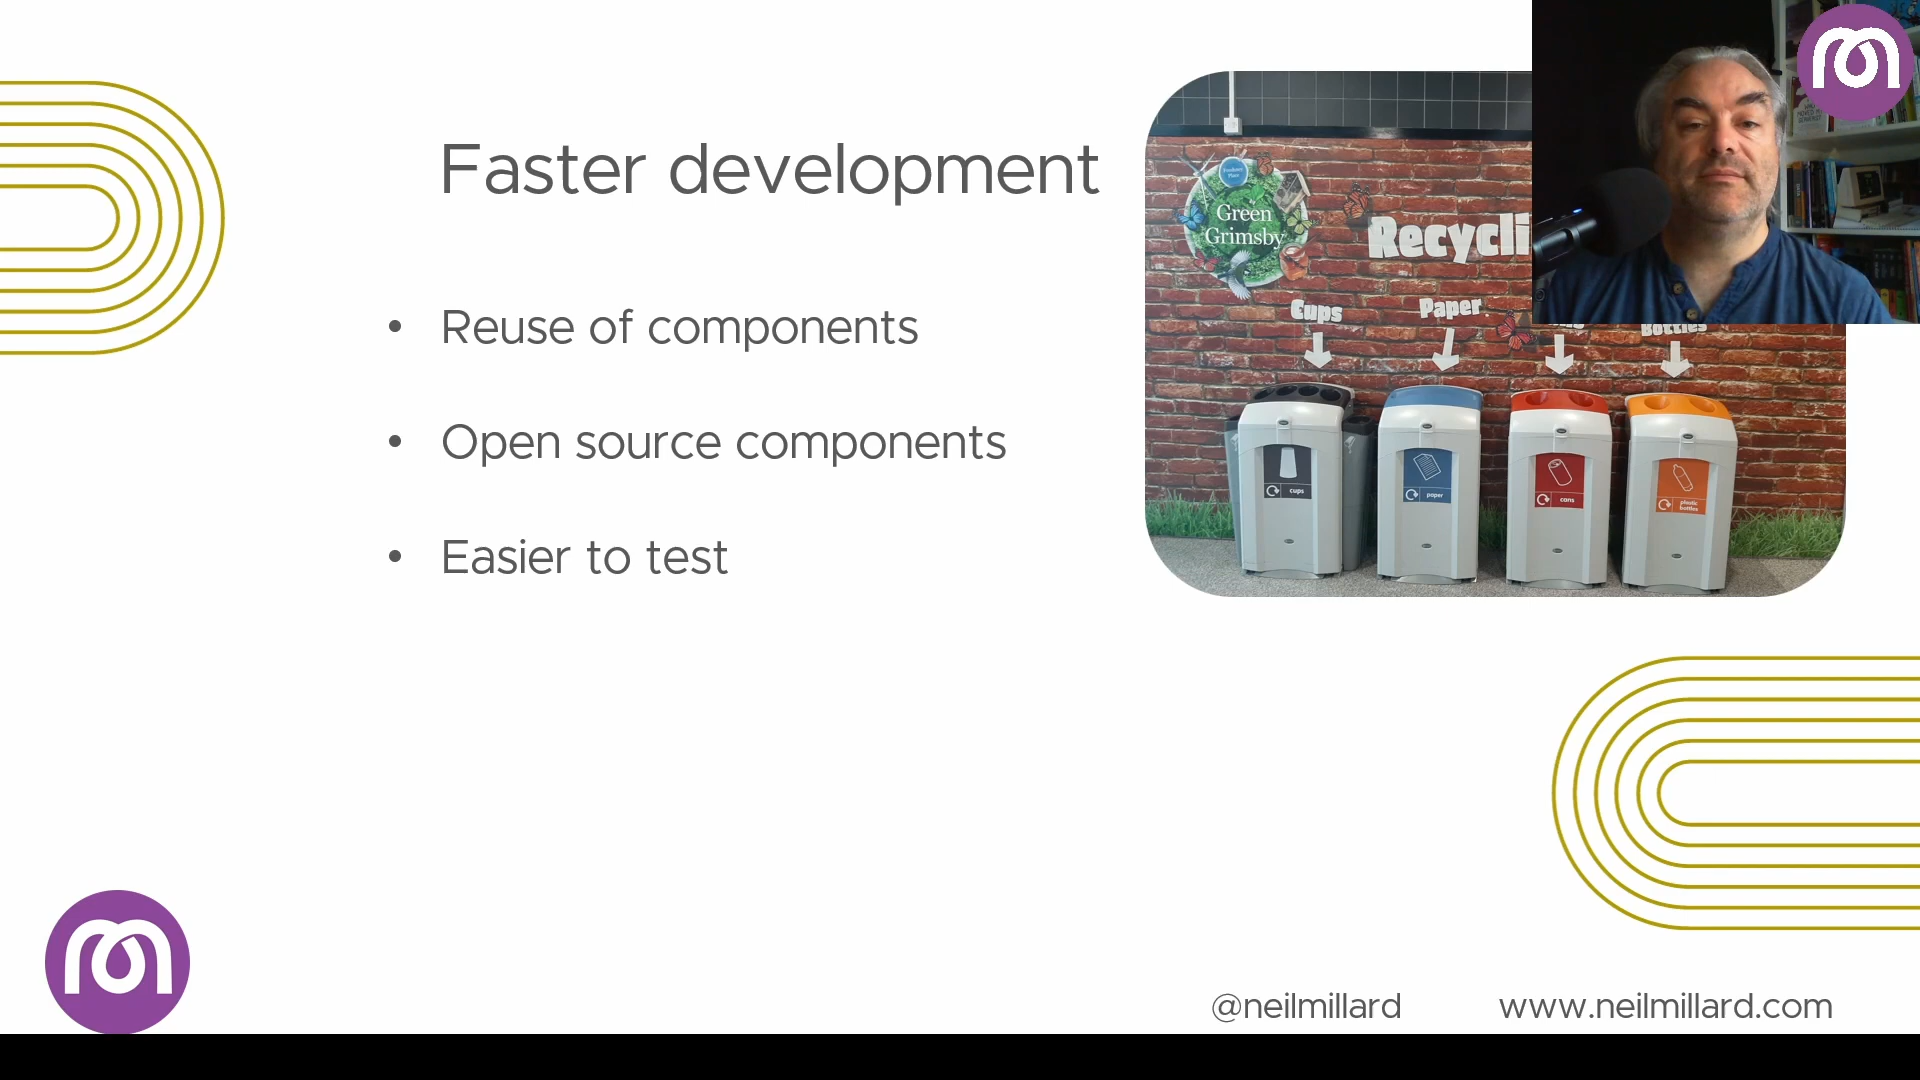 Faster development
• Reuse of components
• Open source components
• Easier to test
Green
Grimsby
Recycli
Cups
Paper
Bottles
cups
paper
cans
plastic
bottles
@neilmillard
www.neilmillard.com